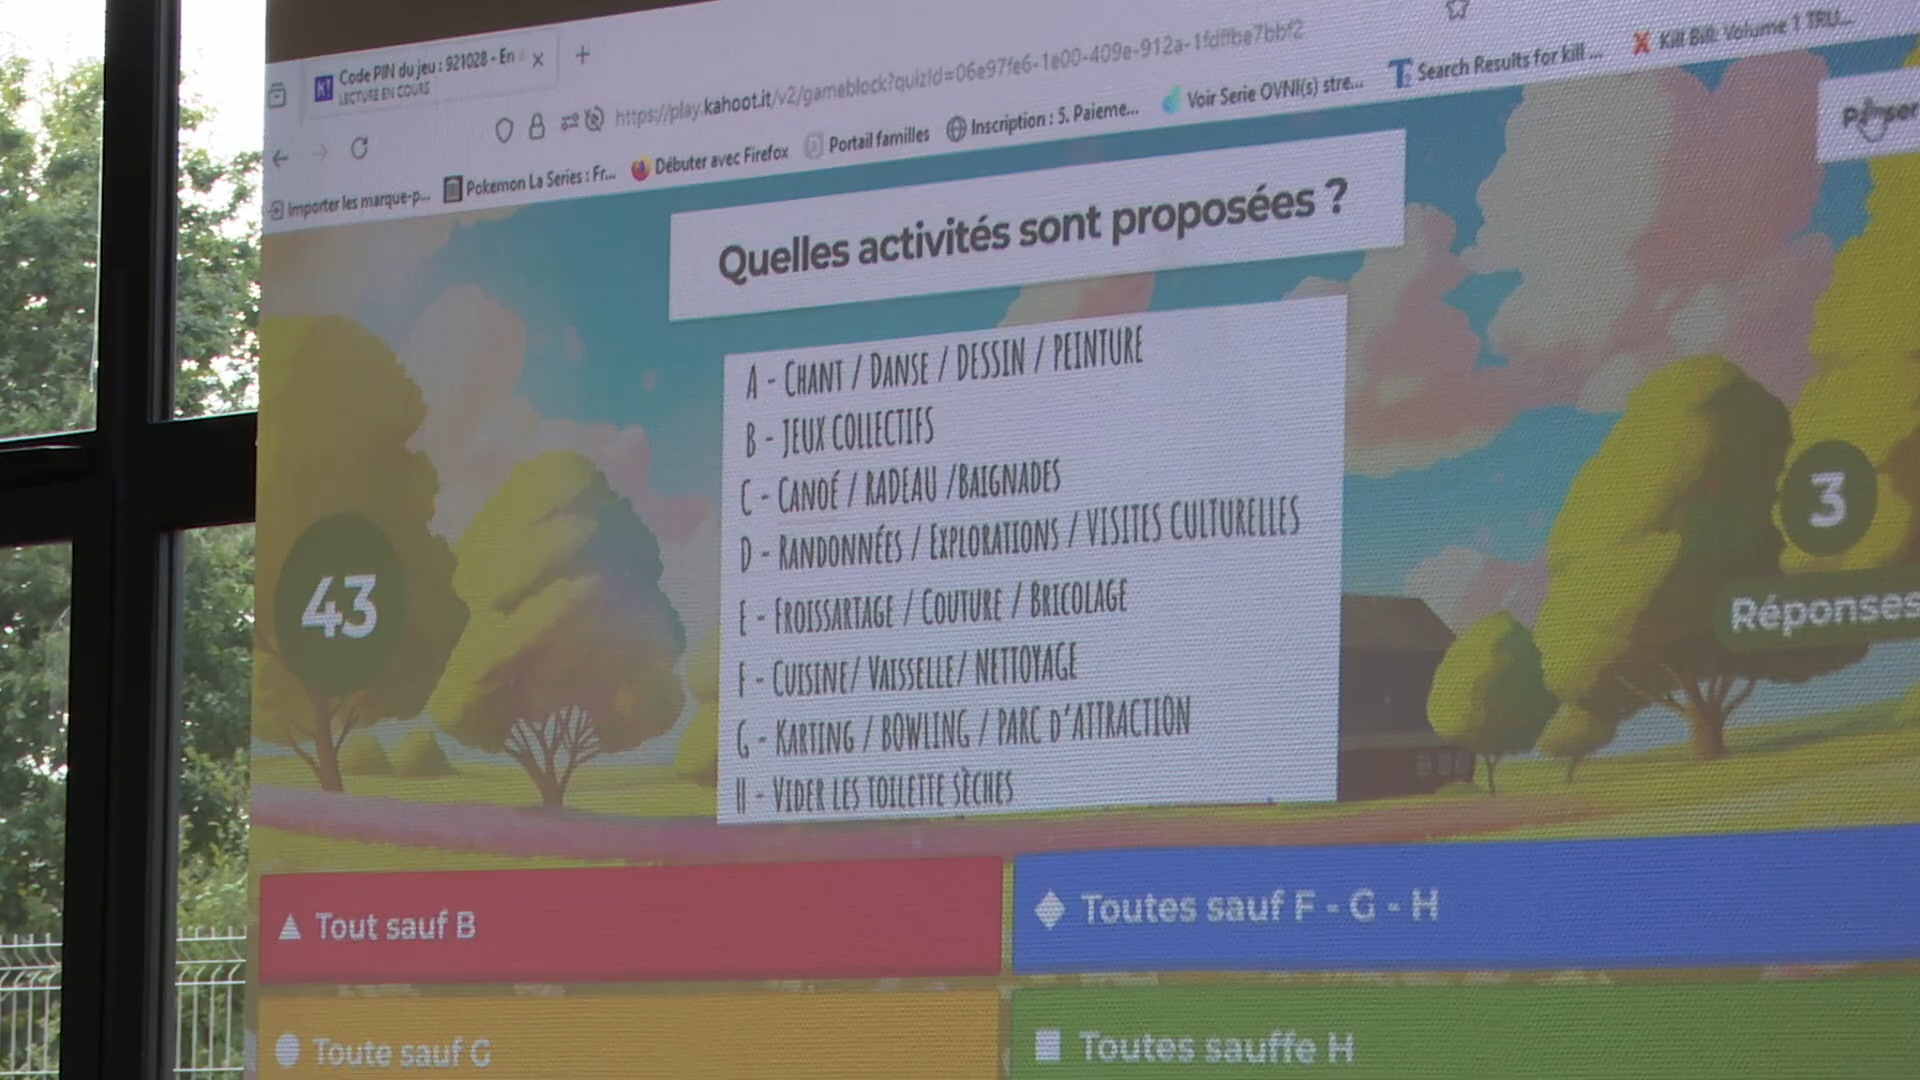 Code PIN du jeu : 921028 - En
LECTURE EN COURS
https://play.kahoot.it/v2/gameblock?quizId=06e97fe6-1e00-409e-912a-1fdffbe7bbf2
Importer les marque-p... Pokemon La Series : Fr... Débuter avec Firefox Portail familles Inscription : 5. Paieme... Voir Serie OVNI(s) stre... Search Results for kill ... Kill Bill: Volume 1 TRU...
Quelles activités sont proposées ?
A - CHANT / DANSE / DESSIN / PEINTURE
B - JEUX COLLECTIFS
C - CANOÉ / RADEAU /BAIGNADES
D - RANDONNÉES / EXPLORATIONS / VISITES CULTURELLES
E - FROISSARTAGE / COUTURE / BRICOLAGE
F - CUISINE/ VAISSELLE/ NETTOYAGE
G - KARTING / BOWLING / PARC D'ATTRACTION
H - VIDER LES TOILETTE SÈCHES
43
3
Réponses
Tout sauf B
Toutes sauf F - G - H
Toute sauf G
Toutes sauffe H